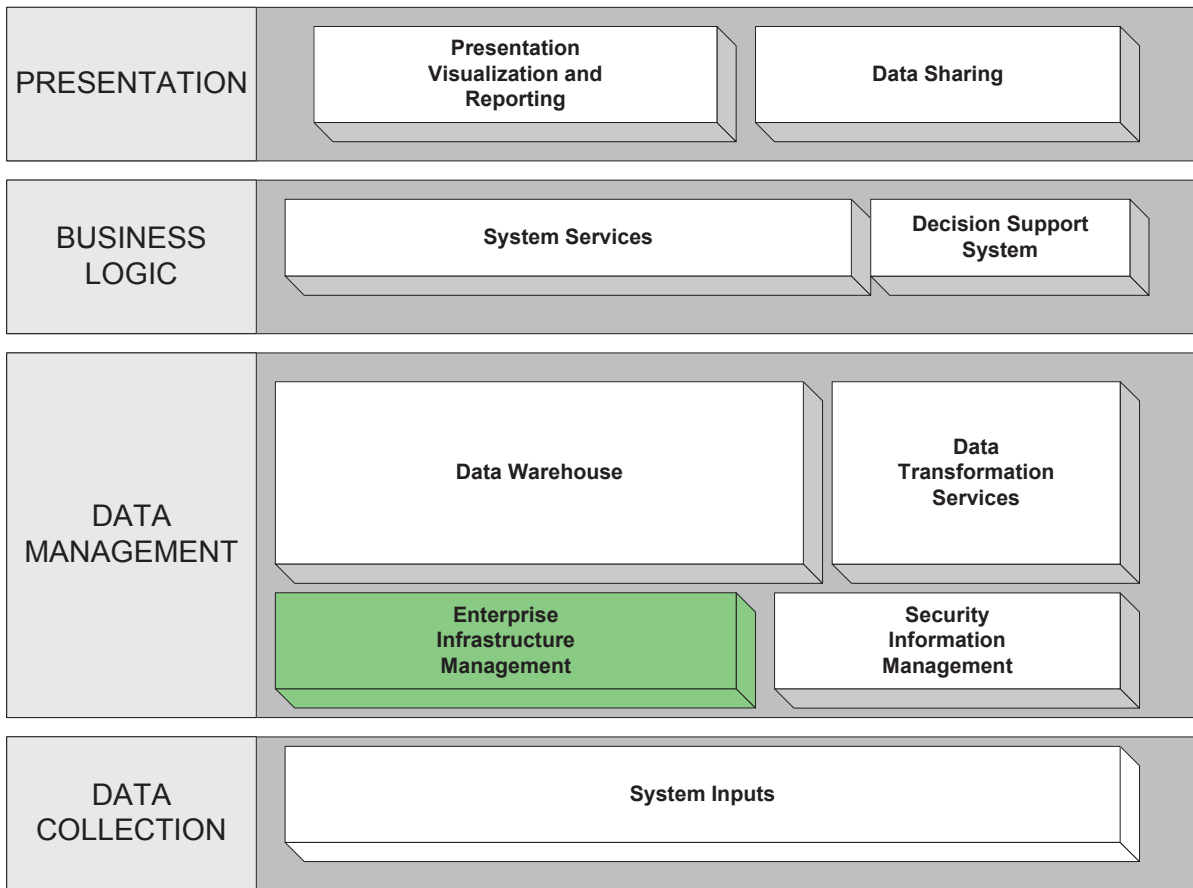 PRESENTATION
Presentation
Visualization and
Reporting
Data Sharing
BUSINESS
LOGIC
System Services
Decision Support
System
DATA
MANAGEMENT
Data Warehouse
Data
Transformation
Services
Enterprise
Infrastructure
Management
Security
Information
Management
DATA
COLLECTION
System Inputs